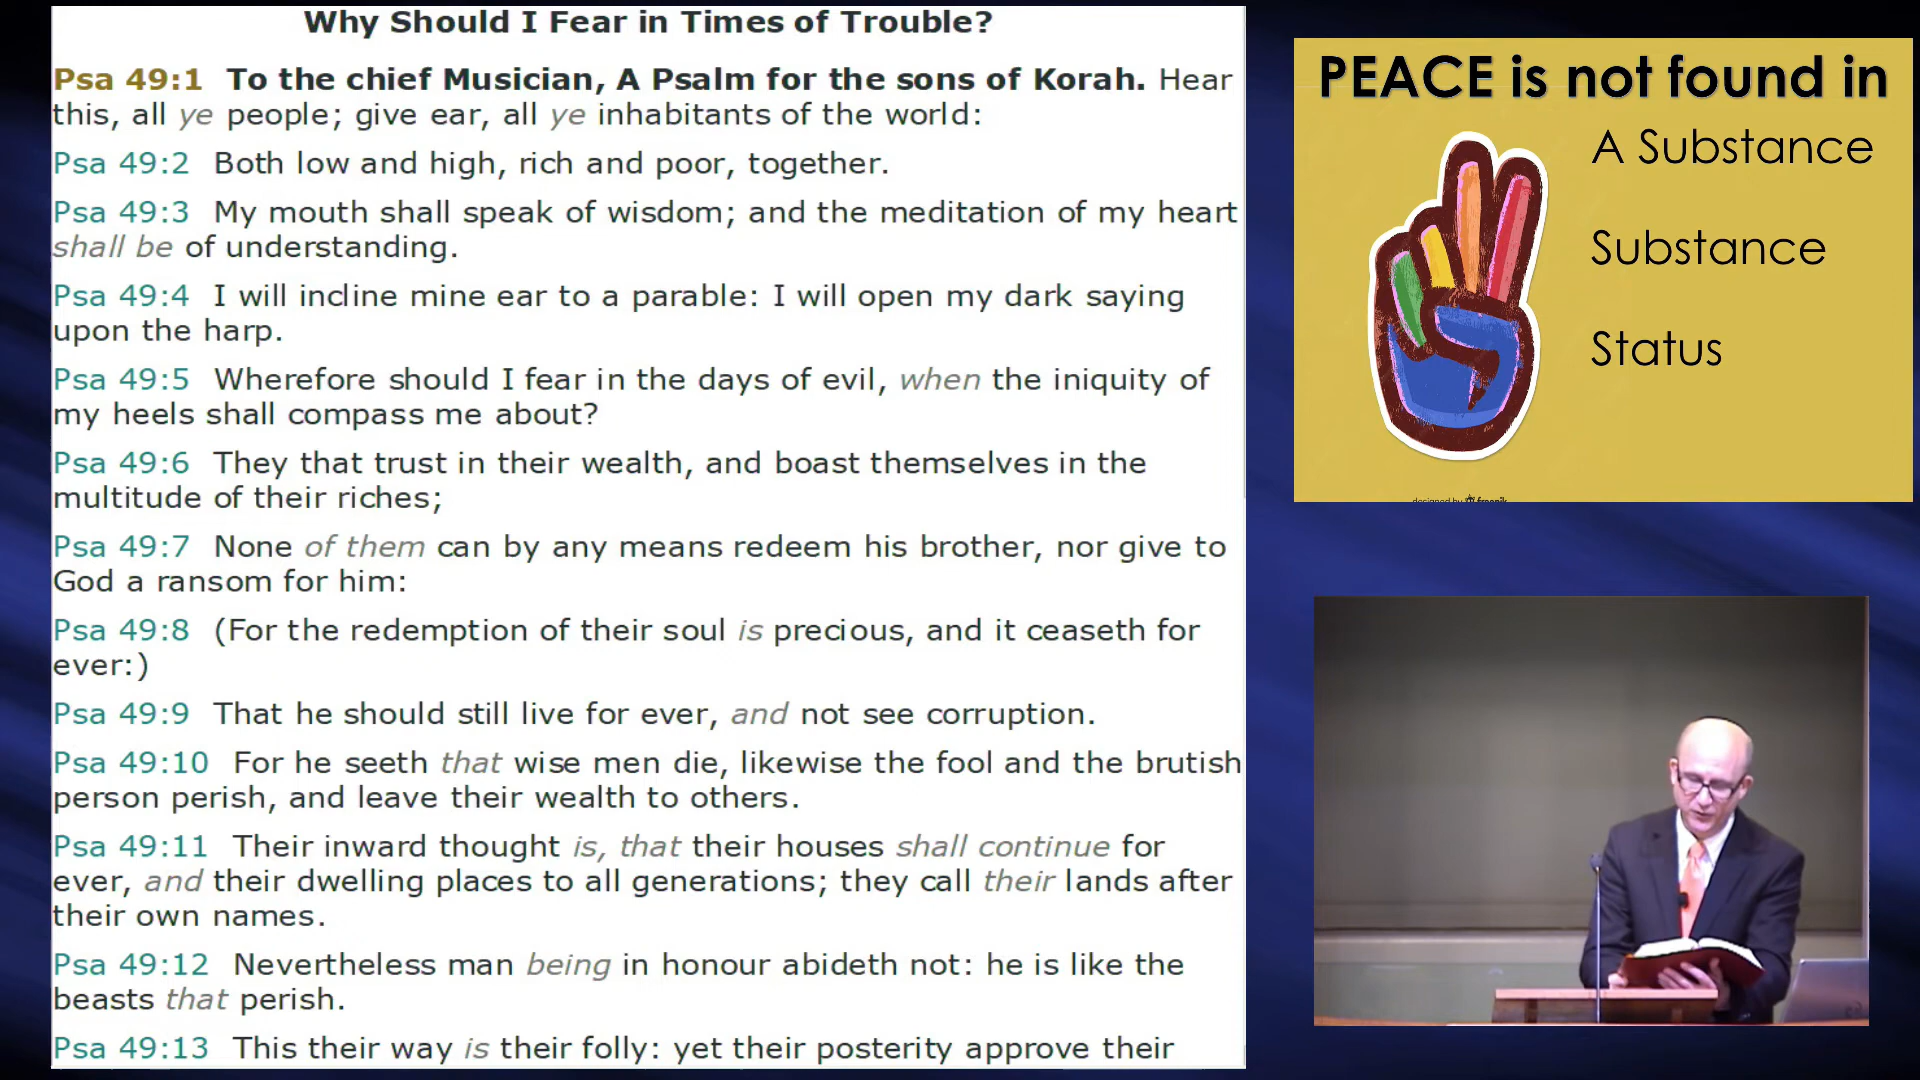 Why Should I Fear in Times of Trouble?
Psa 49:1 To the chief Musician, A Psalm for the sons of Korah. Hear
this, all ye people; give ear, all ye inhabitants of the world:
Psa 49:2 Both low and high, rich and poor, together.
Psa 49:3 My mouth shall speak of wisdom; and the meditation of my heart
shall be of understanding.
Psa 49:4 I will incline mine ear to a parable: I will open my dark saying
upon the harp.
Psa 49:5 Wherefore should I fear in the days of evil, when the iniquity of
my heels shall compass me about?
Psa 49:6 They that trust in their wealth, and boast themselves in the
multitude of their riches;
Psa 49:7 None of them can by any means redeem his brother, nor give to
God a ransom for him:
Psa 49:8 (For the redemption of their soul is precious, and it ceaseth for
ever:)
Psa 49:9 That he should still live for ever, and not see corruption.
Psa 49:10 For he seeth that wise men die, likewise the fool and the brutish
person perish, and leave their wealth to others.
Psa 49:11 Their inward thought is, that their houses shall continue for
ever, and their dwelling places to all generations; they call their lands after
their own names.
Psa 49:12 Nevertheless man being in honour abideth not: he is like the
beasts that perish.
Psa 49:13 This their way is their folly: yet their posterity approve their
PEACE is not found in
A Substance
Substance
Status
designed by freepik